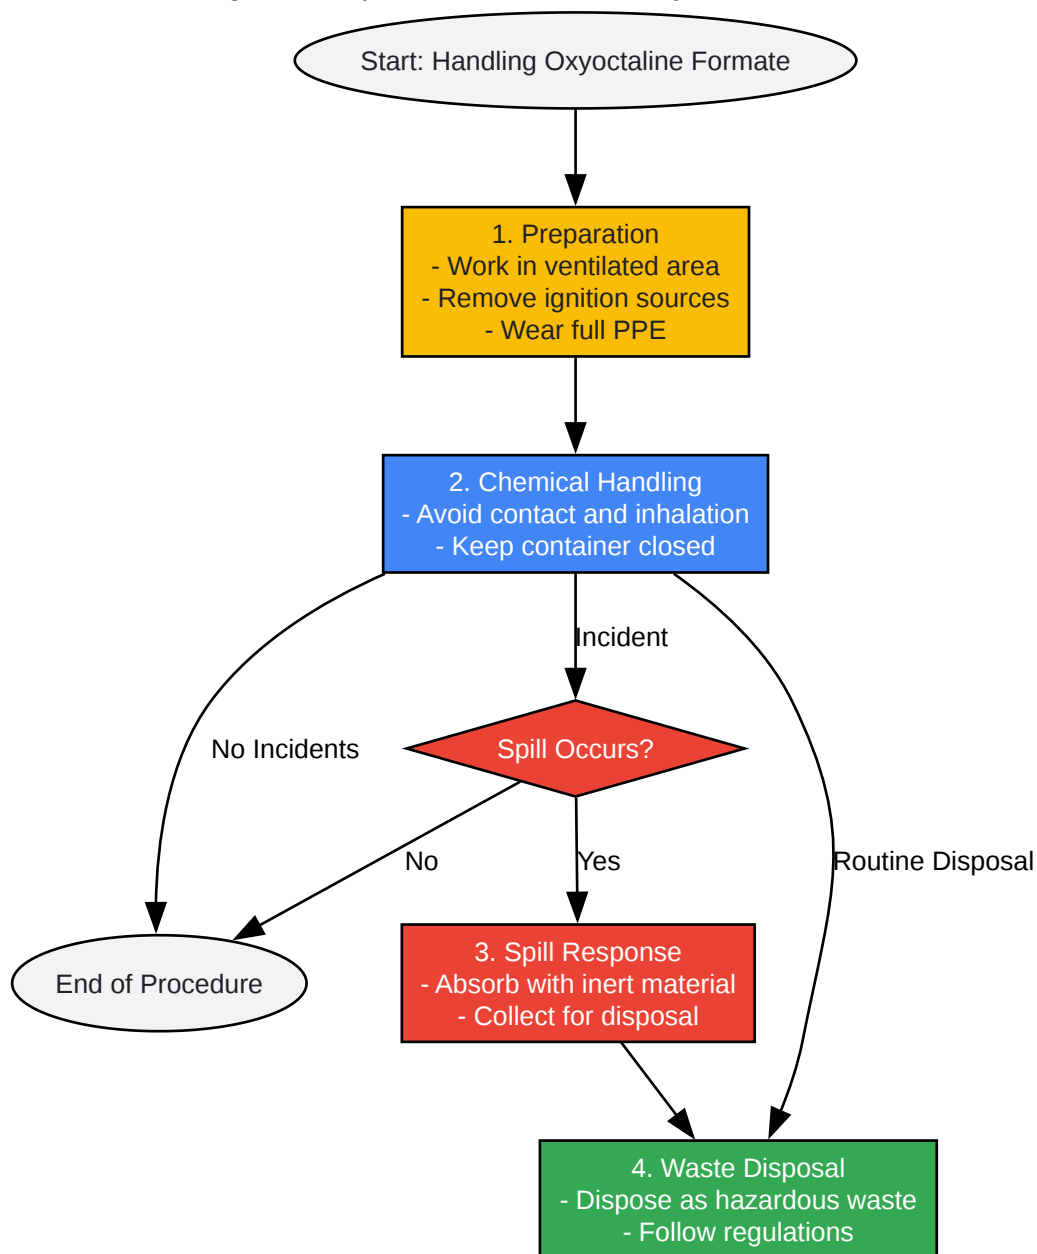 Start: Handling Oxyoctaline Formate
1. Preparation
- Work in ventilated area
- Remove ignition sources
- Wear full PPE
2. Chemical Handling
- Avoid contact and inhalation
- Keep container closed
Incident
No Incidents
Spill Occurs?
No
Yes
Routine Disposal
End of Procedure
3. Spill Response
- Absorb with inert material
- Collect for disposal
4. Waste Disposal
- Dispose as hazardous waste
- Follow regulations